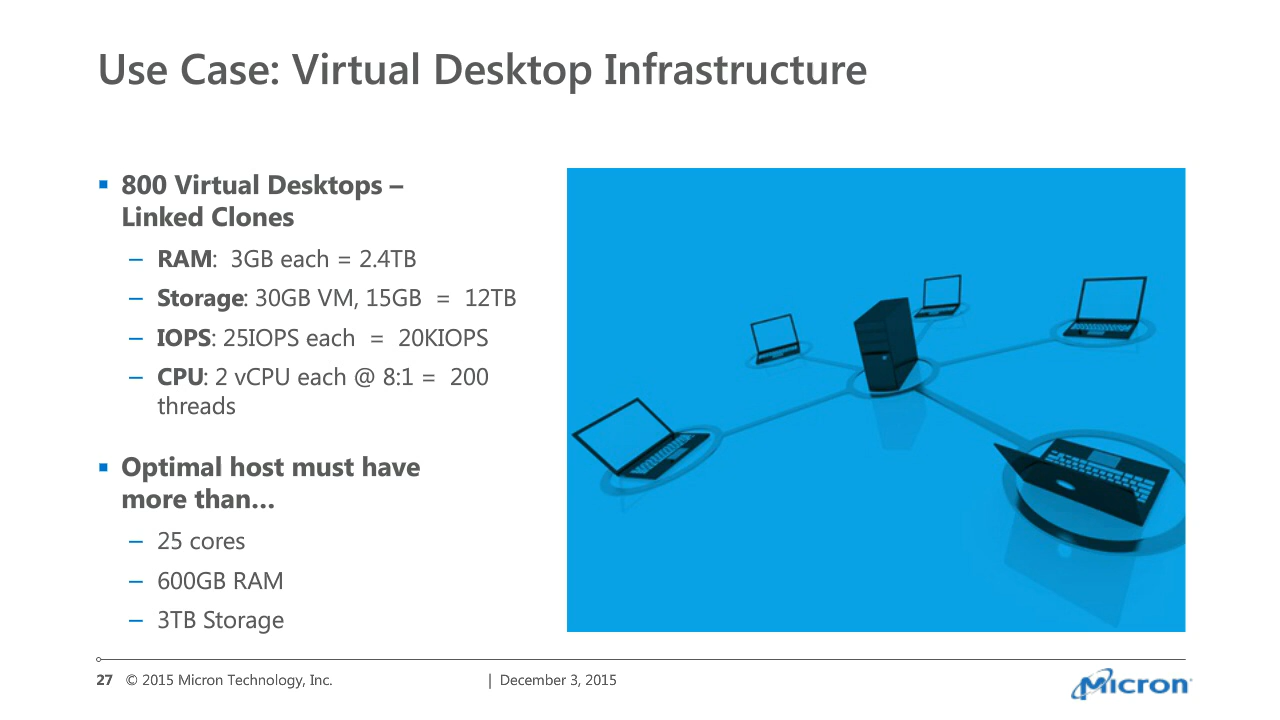 Use Case: Virtual Desktop Infrastructure
▪ 800 Virtual Desktops –
Linked Clones
– RAM:  3GB each = 2.4TB
– Storage: 30GB VM, 15GB  =  12TB
– IOPS: 25IOPS each  =  20KIOPS
– CPU: 2 vCPU each @ 8:1 =  200
threads
▪ Optimal host must have
more than…
– 25 cores
– 600GB RAM
– 3TB Storage
27 © 2015 Micron Technology, Inc. | December 3, 2015
Micron